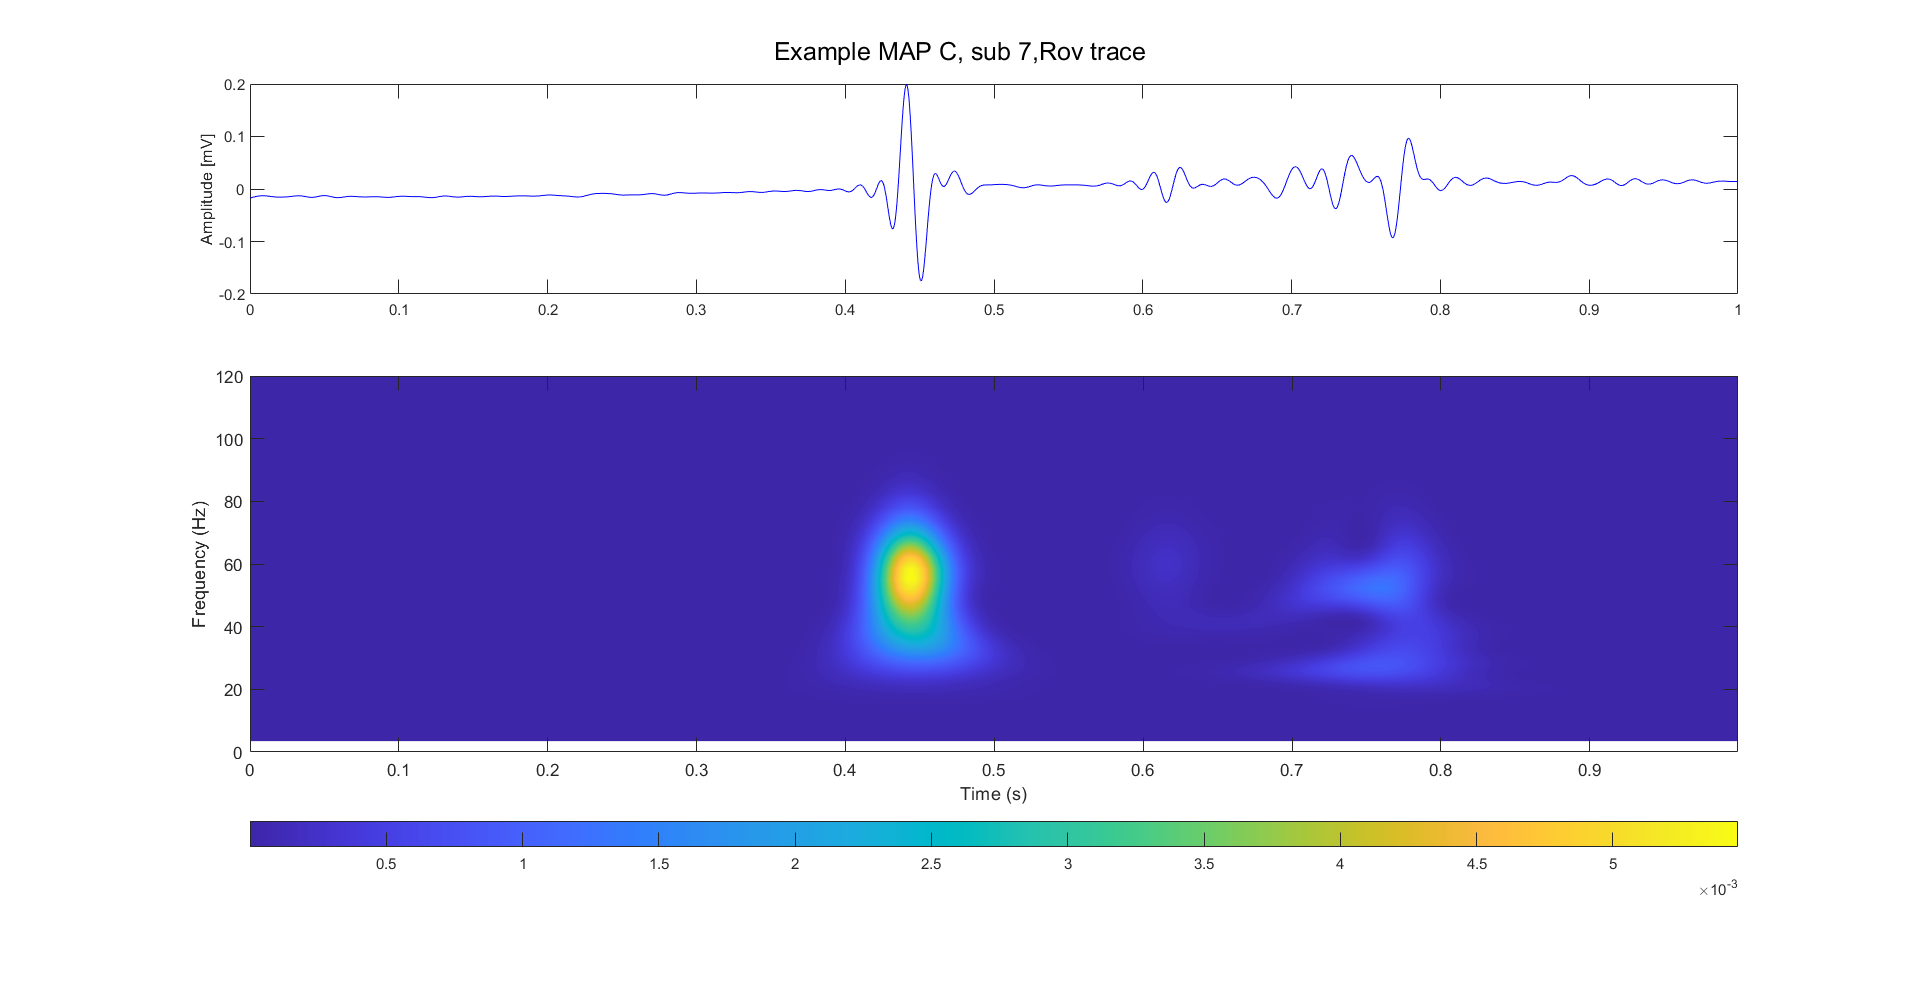 Example MAP C, sub 7,Rov trace
0.2
0.1
0
-0.1
-0.2
Amplitude [mV]
0 0.1 0.2 0.3 0.4 0.5 0.6 0.7 0.8 0.9 1
120
100
80
60
40
20
0
Frequency (Hz)
0 0.1 0.2 0.3 0.4 0.5 0.6 0.7 0.8 0.9
Time (s)
0.5 1 1.5 2 2.5 3 3.5 4 4.5 5
×10-3